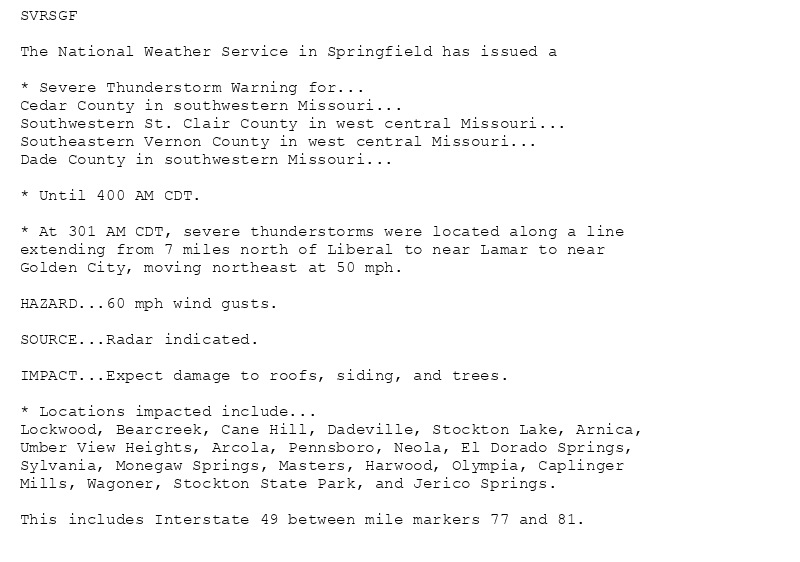 SVRSGF
The National Weather Service in Springfield has issued a
* Severe Thunderstorm Warning for...
Cedar County in southwestern Missouri...
Southwestern St. Clair County in west central Missouri...
Southeastern Vernon County in west central Missouri...
Dade County in southwestern Missouri...
* Until 400 AM CDT.
* At 301 AM CDT, severe thunderstorms were located along a line
extending from 7 miles north of Liberal to near Lamar to near
Golden City, moving northeast at 50 mph.
HAZARD...60 mph wind gusts.
SOURCE...Radar indicated.
IMPACT...Expect damage to roofs, siding, and trees.
* Locations impacted include...
Lockwood, Bearcreek, Cane Hill, Dadeville, Stockton Lake, Arnica,
Umber View Heights, Arcola, Pennsboro, Neola, El Dorado Springs,
Sylvania, Monegaw Springs, Masters, Harwood, Olympia, Caplinger
Mills, Wagoner, Stockton State Park, and Jerico Springs.
This includes Interstate 49 between mile markers 77 and 81.